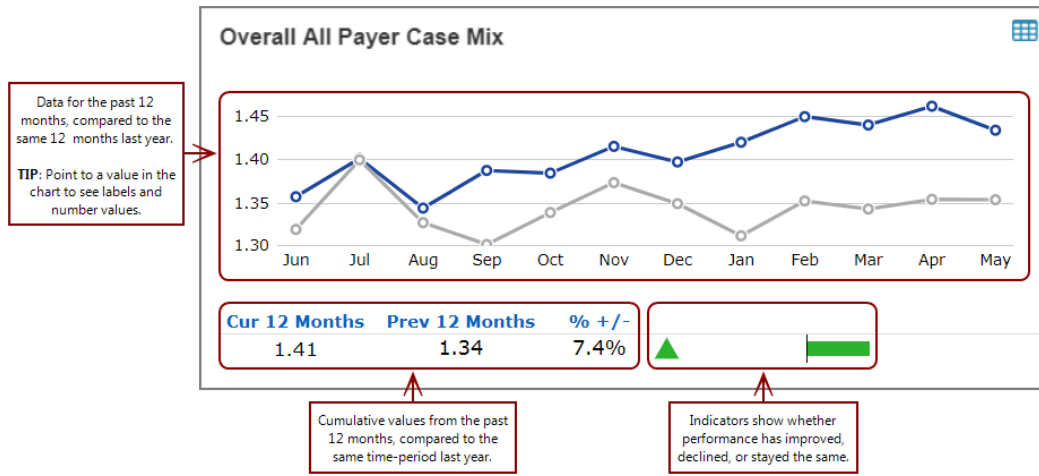 Overall All Payer Case Mix
Data for the past 12
months, compared to the
same 12 months last year.
TIP: Point to a value in the
chart to see labels and
number values.
1.45
1.40
1.35
1.30
Jun Jul Aug Sep Oct Nov Dec Jan Feb Mar Apr May
Cur 12 Months Prev 12 Months % +/-
1.41 1.34 7.4%
Cumulative values from the past
12 months, compared to the
same time-period last year.
Indicators show whether
performance has improved,
declined, or stayed the same.